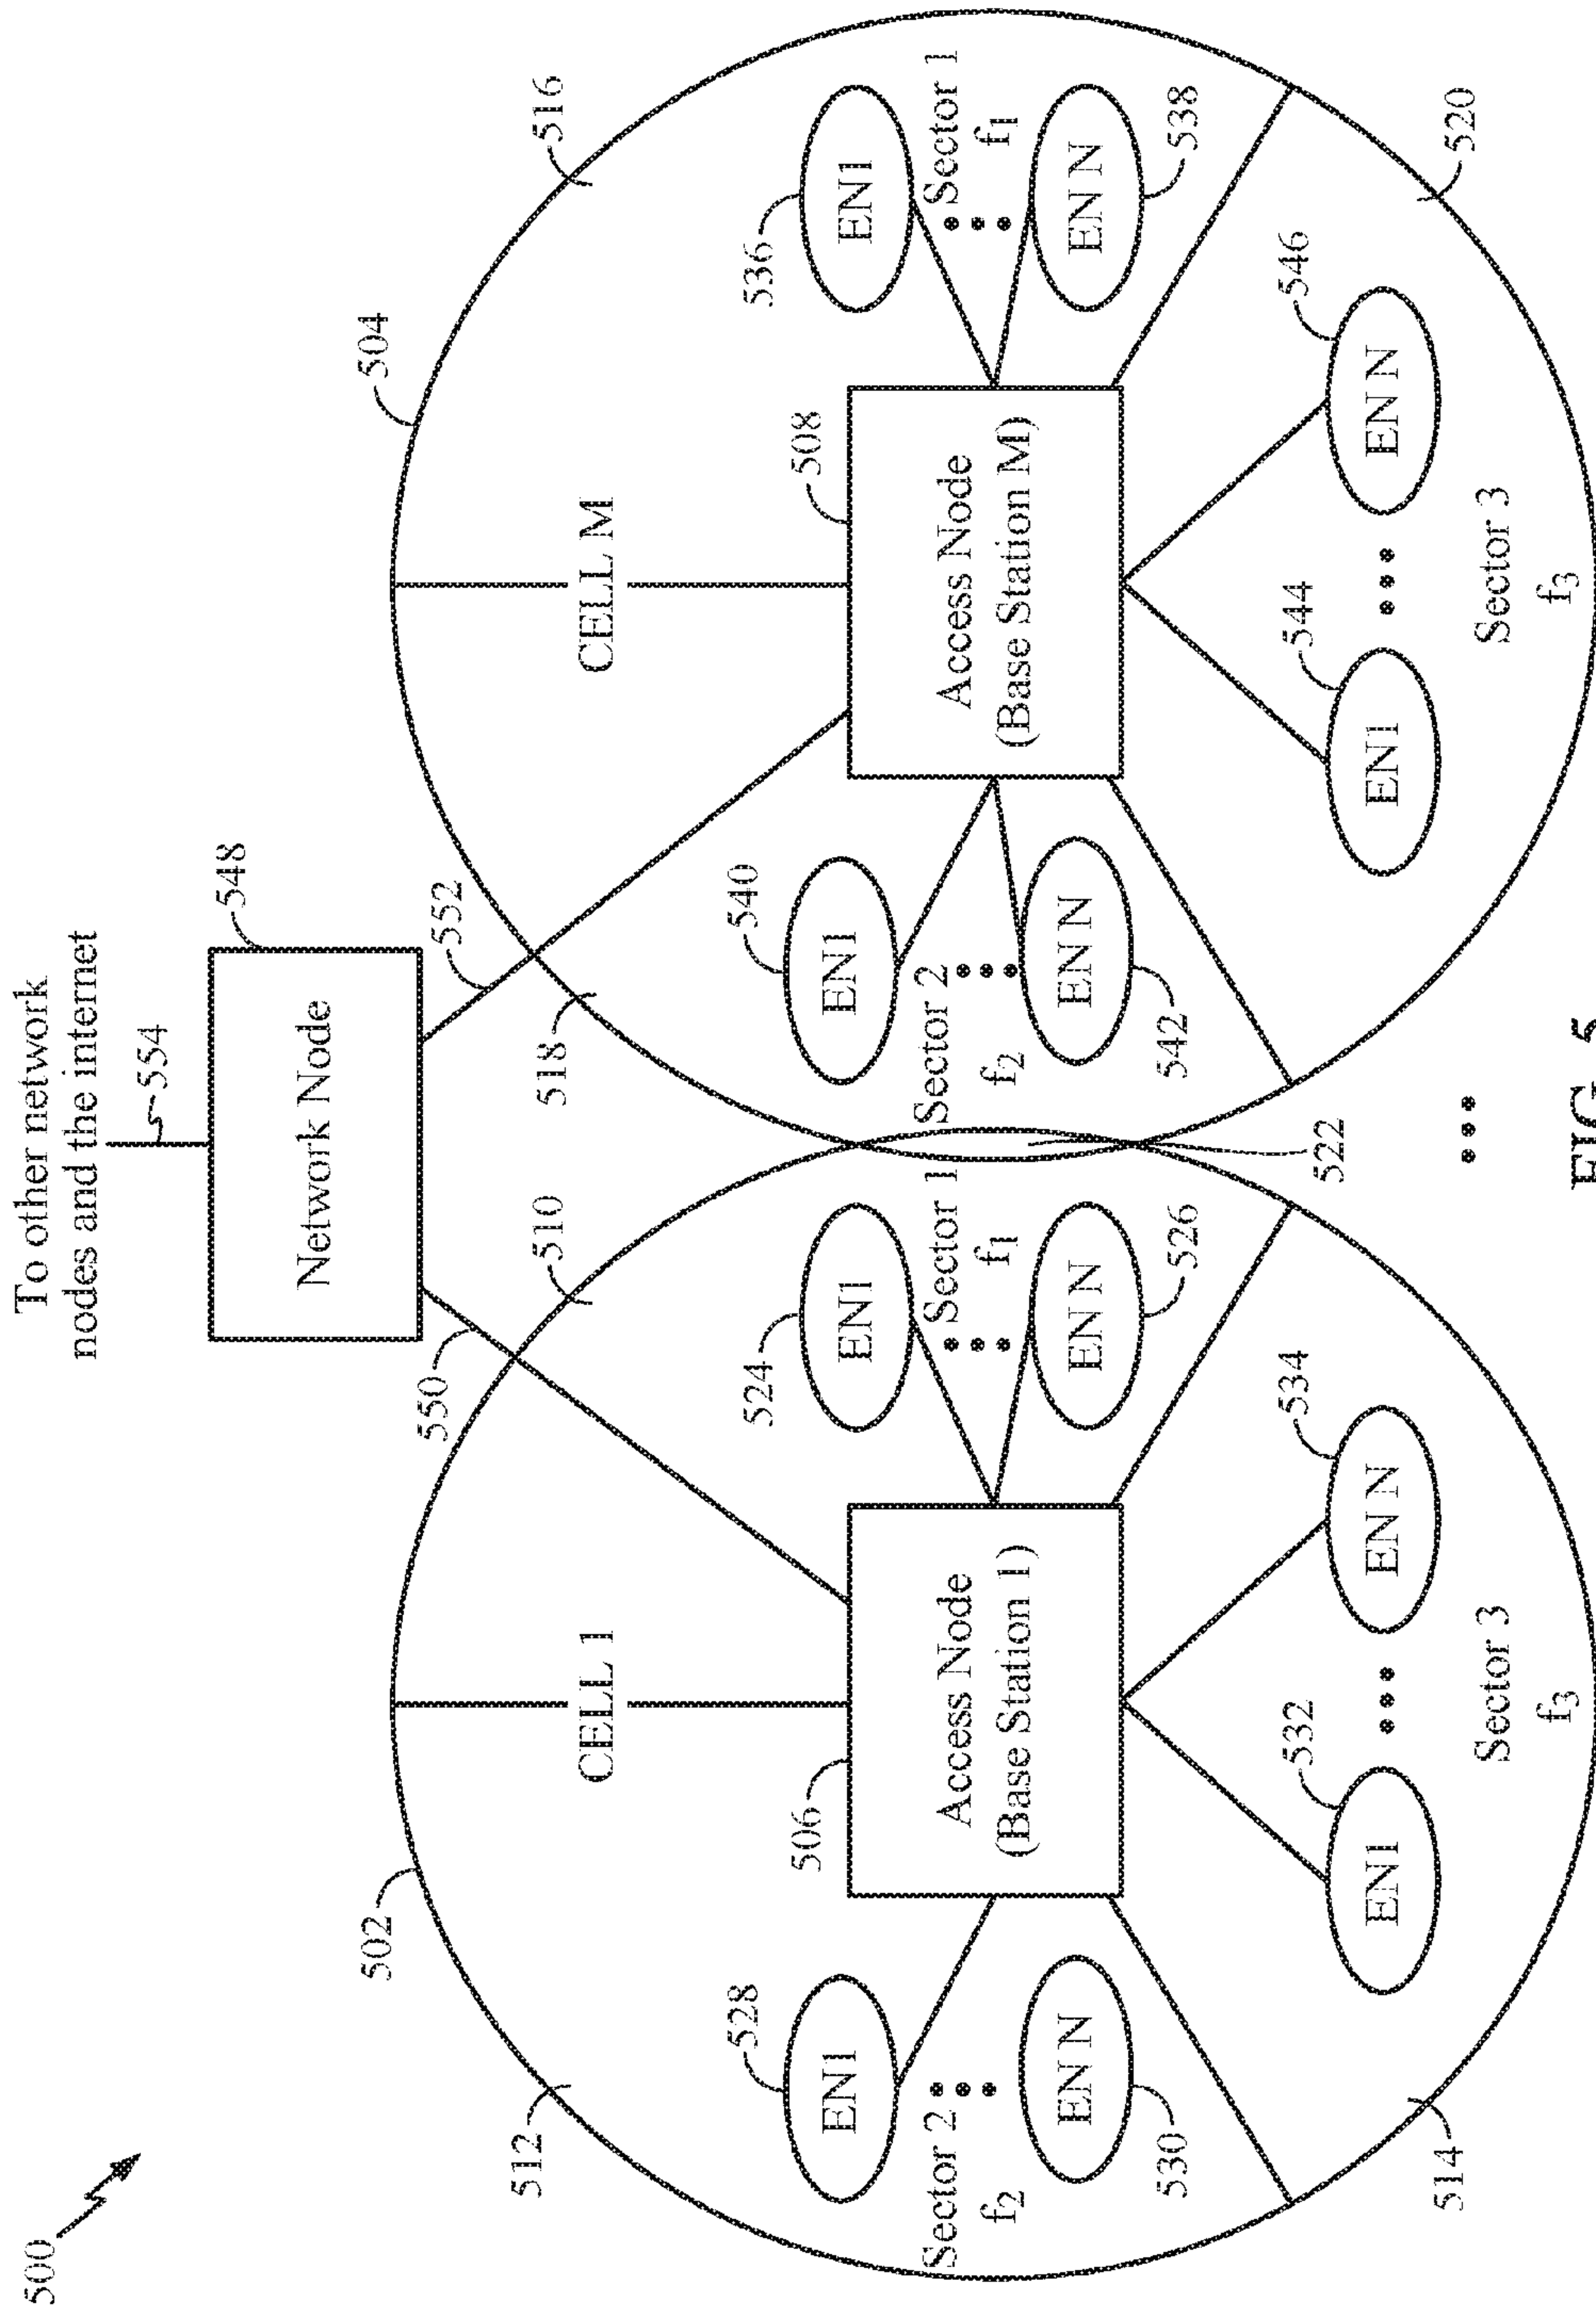 500
To other network
nodes and the internet
554
548
Network Node
550
552
502
504
512
510
518
516
CELL 1
CELL M
506
508
Access Node
(Base Station 1)
Access Node
(Base Station M)
528
EN1
524
EN1
540
EN1
536
EN1
Sector 2
f2
Sector 1
f1
Sector 2
f2
Sector 1
f1
EN N
530
EN N
526
EN N
542
EN N
538
532
EN1
534
EN N
544
EN1
546
EN N
522
514
520
Sector 3
f3
Sector 3
f3
FIG. 5